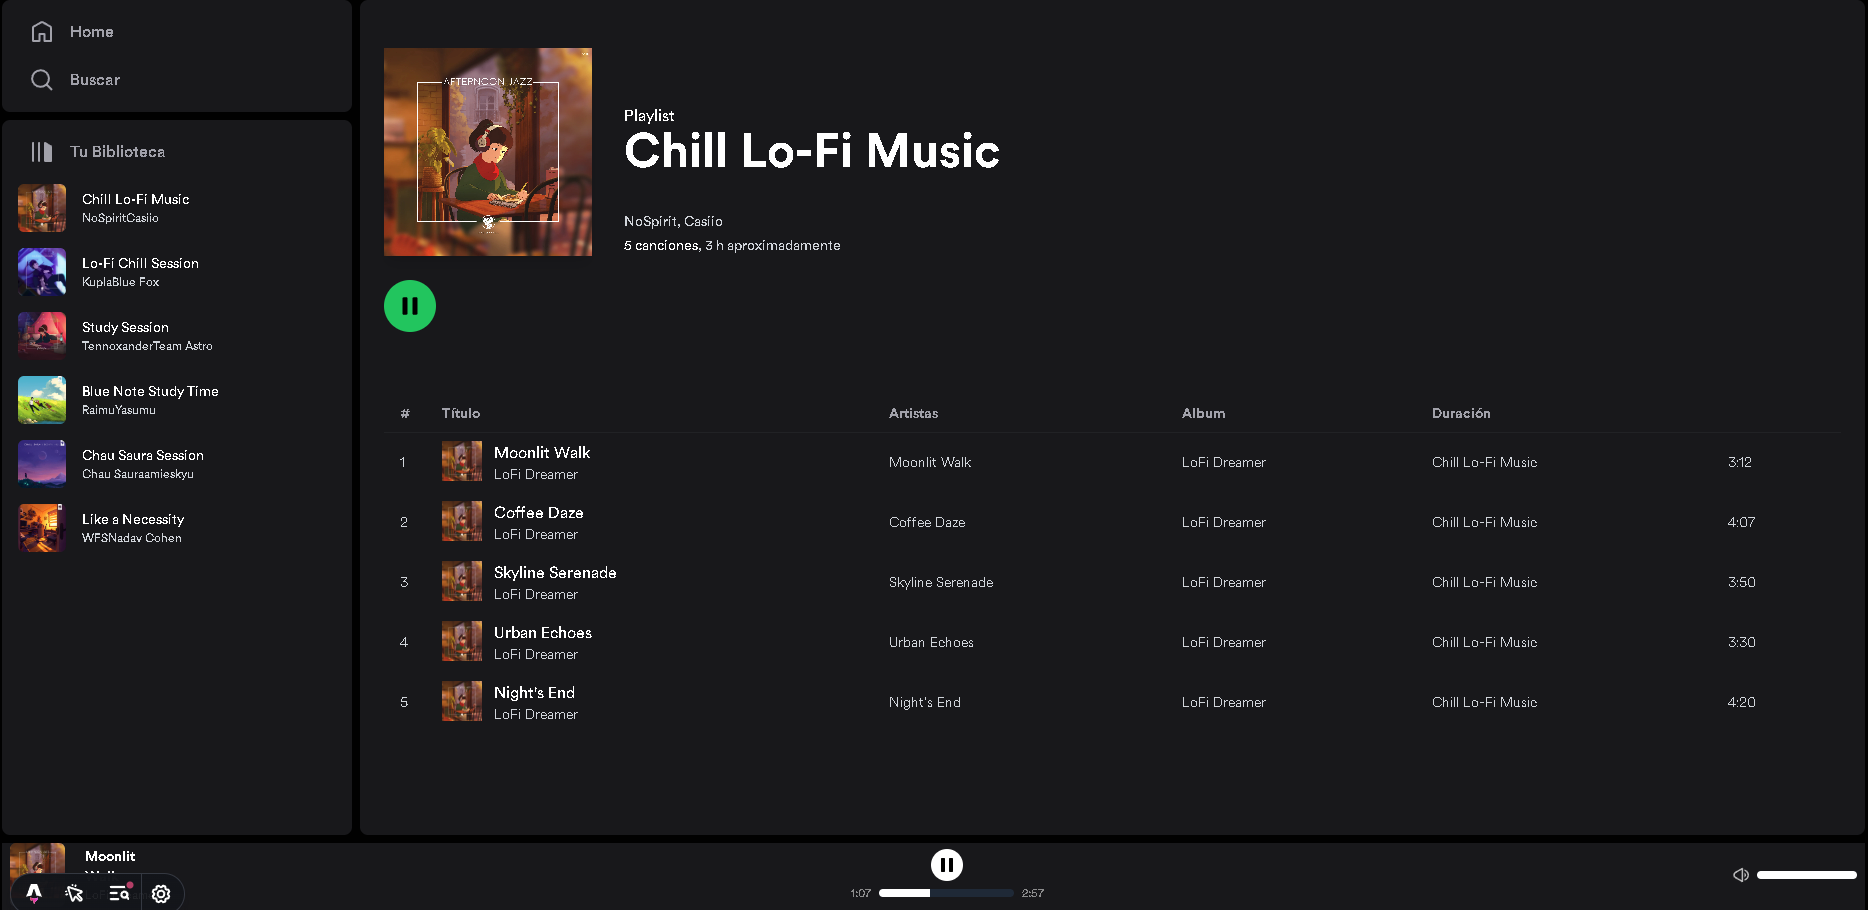 Home
Buscar
Tu Biblioteca
Chill Lo-Fi Music
NoSpiritCasiio
Lo-Fi Chill Session
KuplaBlue Fox
Study Session
TennoxanderTeam Astro
Blue Note Study Time
RaimuYasumu
Chau Saura Session
Chau Sauraamieskyu
Like a Necessity
WFSNadav Cohen
AFTERNOON JAZZ
Playlist
Chill Lo-Fi Music
NoSpirit, Casiio
5 canciones, 3 h aproximadamente
# Título Artistas Album Duración
1 Moonlit Walk Moonlit Walk LoFi Dreamer Chill Lo-Fi Music 3:12
LoFi Dreamer
2 Coffee Daze Coffee Daze LoFi Dreamer Chill Lo-Fi Music 4:07
LoFi Dreamer
3 Skyline Serenade Skyline Serenade LoFi Dreamer Chill Lo-Fi Music 3:50
LoFi Dreamer
4 Urban Echoes Urban Echoes LoFi Dreamer Chill Lo-Fi Music 3:30
LoFi Dreamer
5 Night's End Night's End LoFi Dreamer Chill Lo-Fi Music 4:20
LoFi Dreamer
Moonlit
1:07 2:57